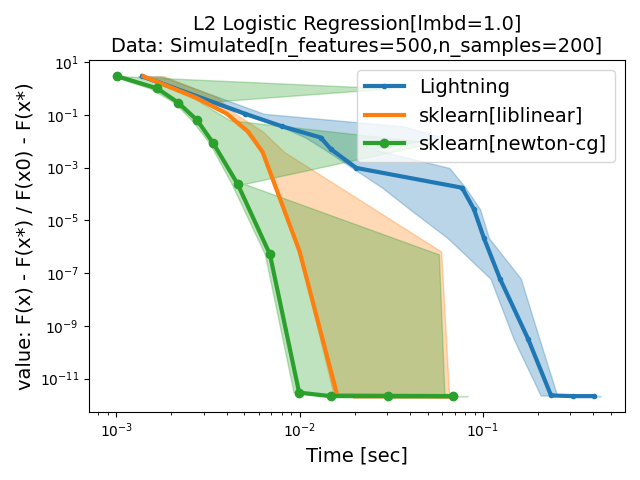 L2 Logistic Regression[lmbd=1.0]
Data: Simulated[n_features=500,n_samples=200]
value: F(x) - F(x*) / F(x0) - F(x*)
10¹
10⁻¹
10⁻³
10⁻⁵
10⁻⁷
10⁻⁹
10⁻¹¹
Lightning
sklearn[liblinear]
sklearn[newton-cg]
10⁻³
10⁻²
10⁻¹
Time [sec]